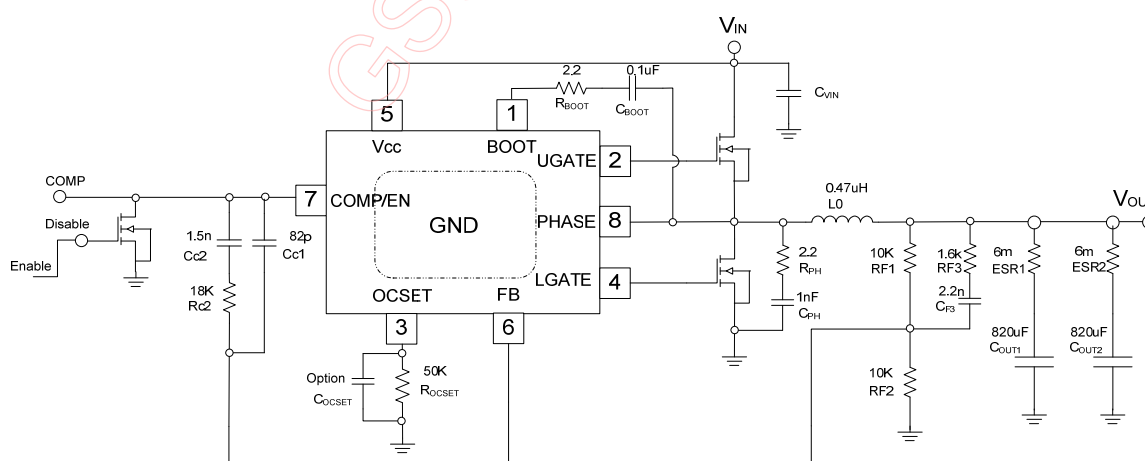 GS
VIN
2.2
0.1uF
RBOOT
CBOOT
CVIN
5
1
Vcc
BOOT
UGATE
2
COMP
7
COMP/EN
Disable
Enable
GND
PHASE
8
0.47uH
L0
VOU
1.5n
Cc2
82p
Cc1
18K
Rc2
LGATE
4
OCSET
FB
3
6
2.2
RPH
1nF
CPH
10K
RF1
1.6k
RF3
2.2n
CF3
6m
ESR1
6m
ESR2
820uF
COUT1
820uF
COUT2
Option
COCSET
50K
ROCSET
10K
RF2